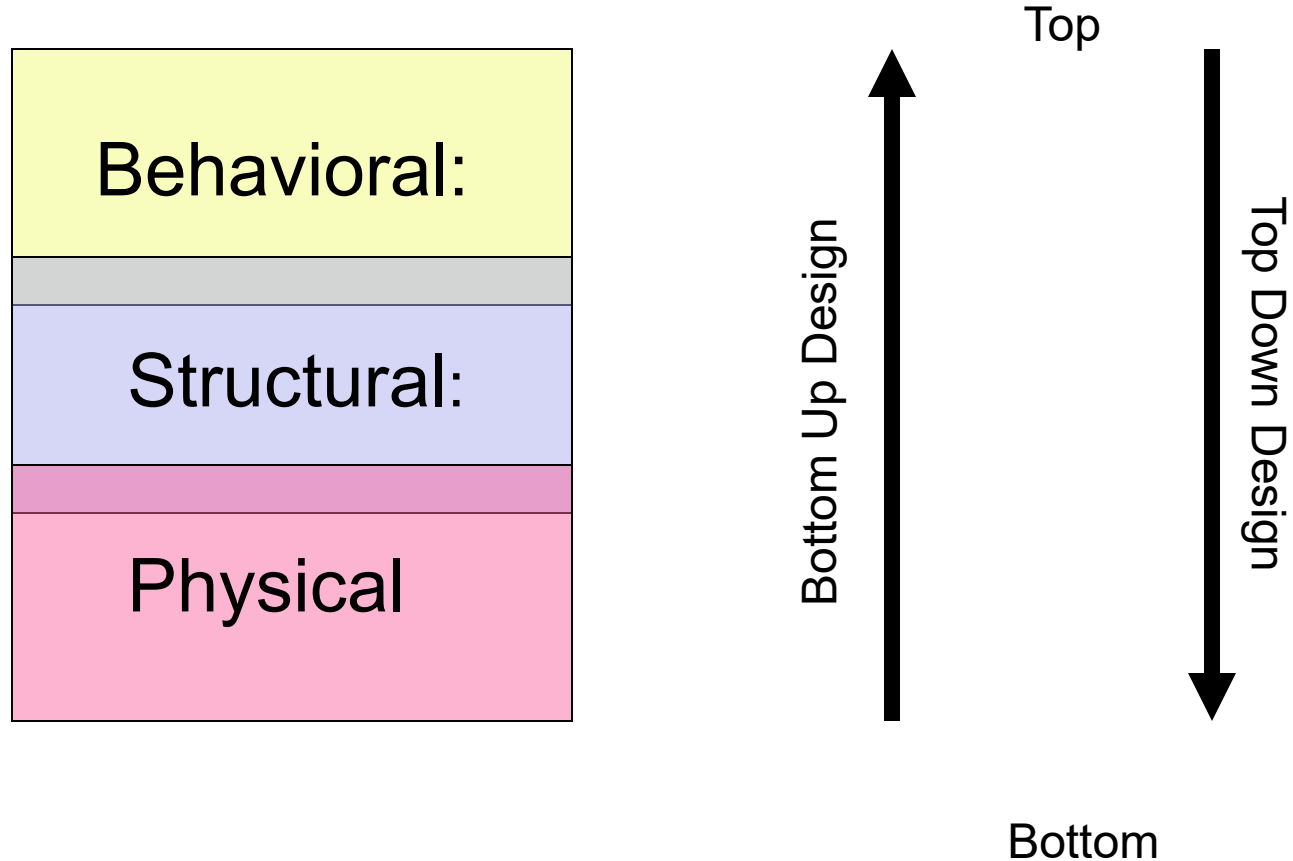 Top
Behavioral:
Structural:
Physical
Bottom Up Design
Top Down Design
Bottom